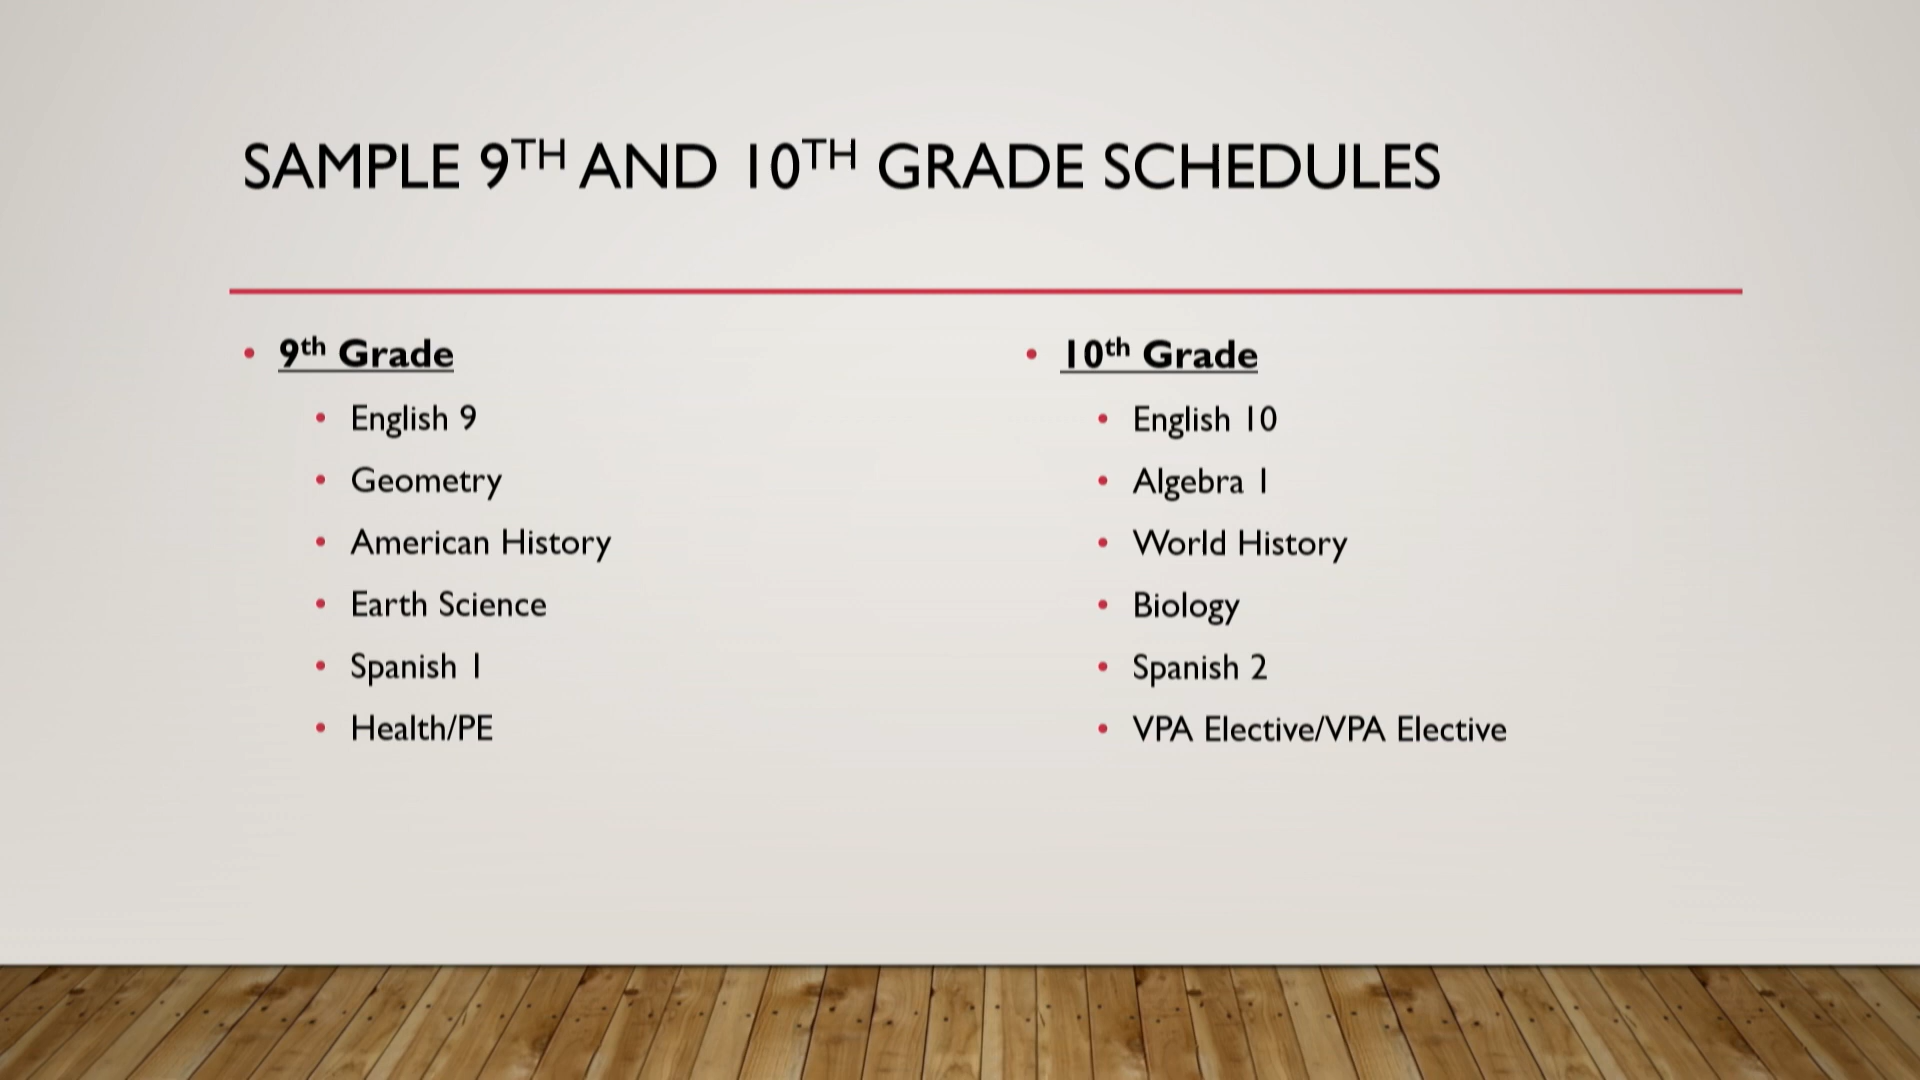 SAMPLE 9TH AND 10TH GRADE SCHEDULES
• 9th Grade
• English 9
• Geometry
• American History
• Earth Science
• Spanish 1
• Health/PE
• 10th Grade
• English 10
• Algebra 1
• World History
• Biology
• Spanish 2
• VPA Elective/VPA Elective